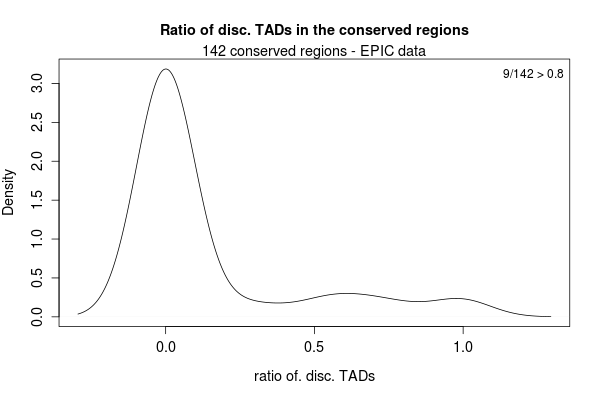 Ratio of disc. TADs in the conserved regions
142 conserved regions - EPIC data
9/142 > 0.8
Density
3.0
2.5
2.0
1.5
1.0
0.5
0.0
0.0 0.5 1.0
ratio of. disc. TADs